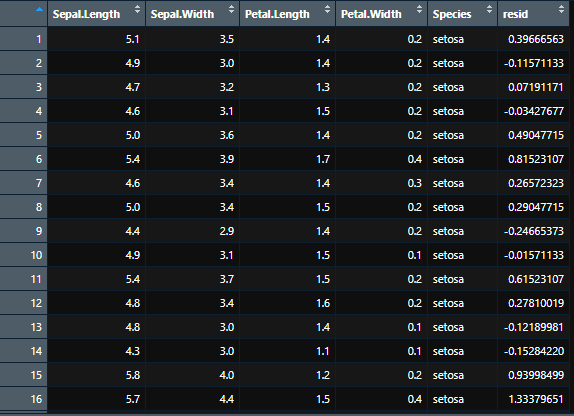 Sepal.Length Sepal.Width Petal.Length Petal.Width Species resid
1 5.1 3.5 1.4 0.2 setosa 0.39666563
2 4.9 3.0 1.4 0.2 setosa -0.11571133
3 4.7 3.2 1.3 0.2 setosa 0.07191171
4 4.6 3.1 1.5 0.2 setosa -0.03427677
5 5.0 3.6 1.4 0.2 setosa 0.49047715
6 5.4 3.9 1.7 0.4 setosa 0.81523107
7 4.6 3.4 1.4 0.3 setosa 0.26572323
8 5.0 3.4 1.5 0.2 setosa 0.29047715
9 4.4 2.9 1.4 0.2 setosa -0.24665373
10 4.9 3.1 1.5 0.1 setosa -0.01571133
11 5.4 3.7 1.5 0.2 setosa 0.61523107
12 4.8 3.4 1.6 0.2 setosa 0.27810019
13 4.8 3.0 1.4 0.1 setosa -0.12189981
14 4.3 3.0 1.1 0.1 setosa -0.15284220
15 5.8 4.0 1.2 0.2 setosa 0.93998499
16 5.7 4.4 1.5 0.4 setosa 1.33379651